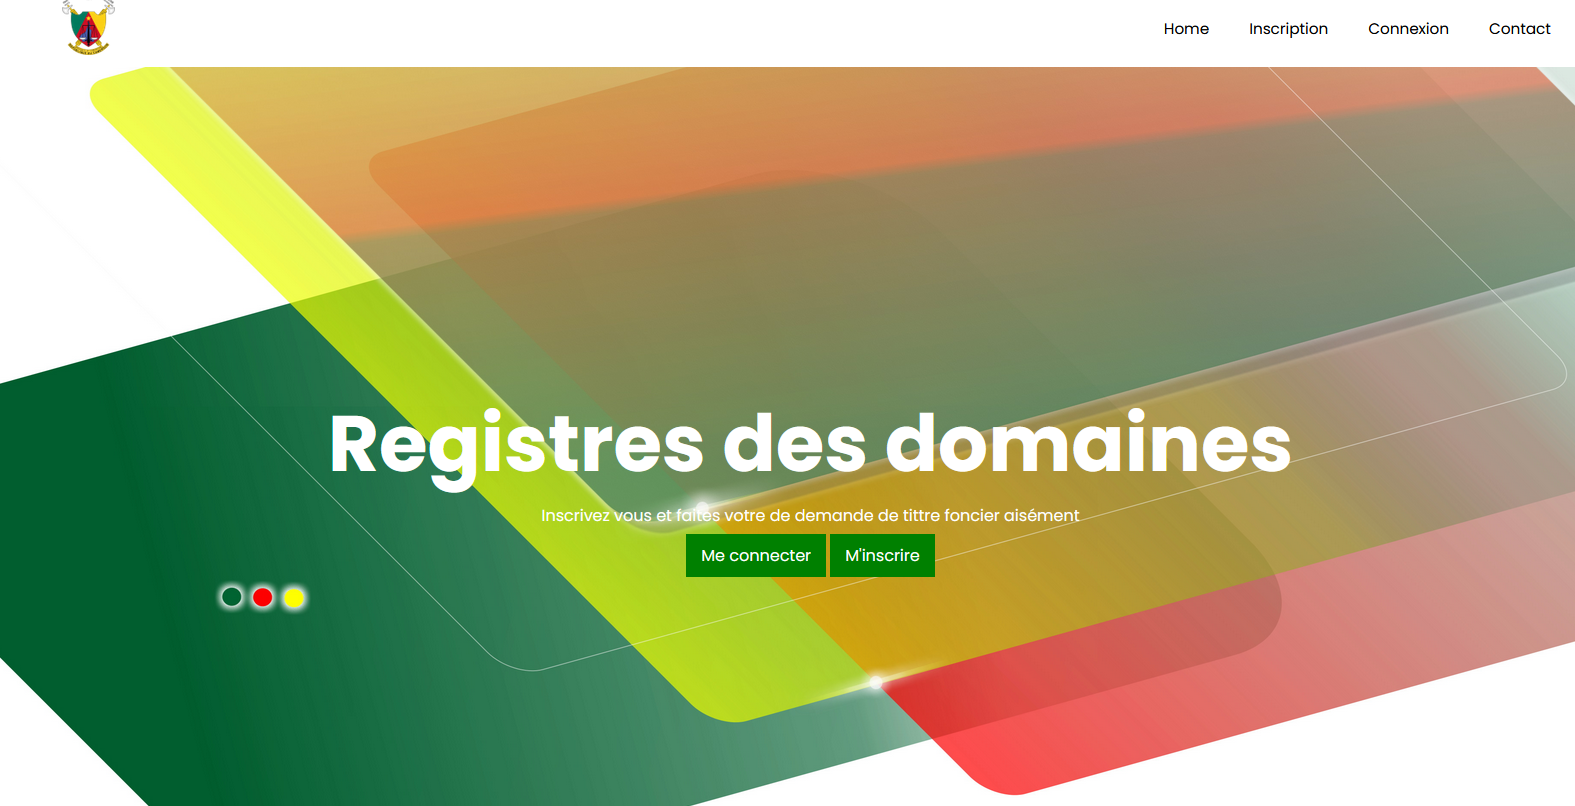 Home Inscription Connexion Contact
Registres des domaines
Inscrivez vous et faites votre de demande de tittre foncier aisément
Me connecter M'inscrire